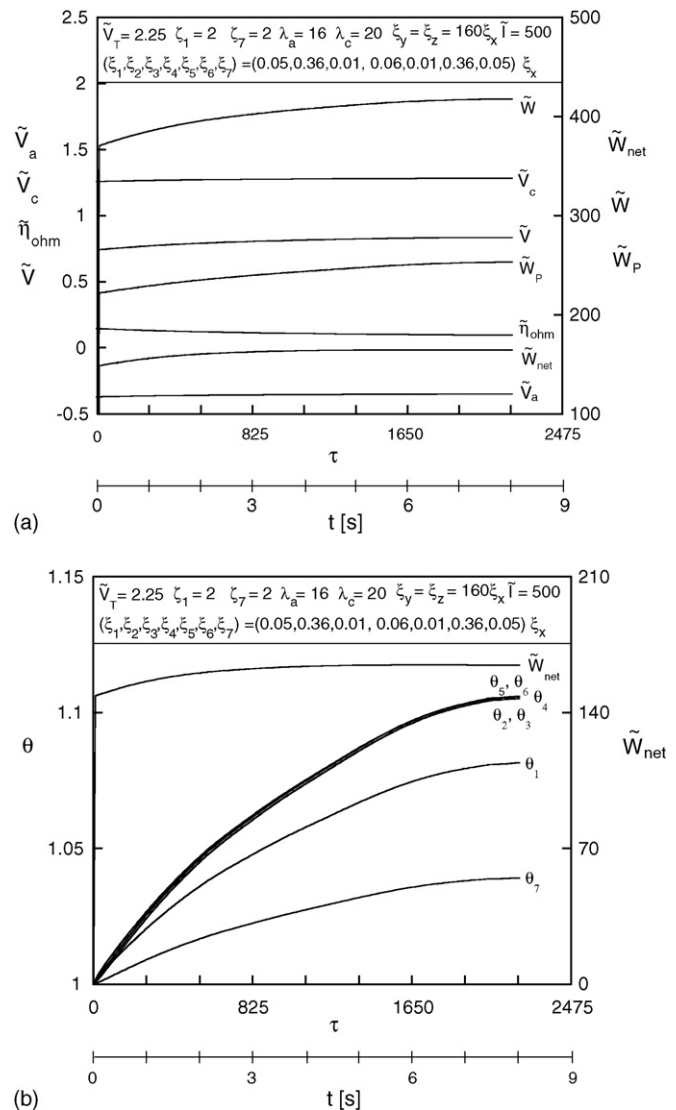 Ṽ_T = 2.25 ζ_1 = 2 ζ_7 = 2 λ_a = 16 λ_c = 20 ξ_y = ξ_z = 160ξ_x Ĩ = 500
(ξ_1,ξ_2,ξ_3,ξ_4,ξ_5,ξ_6,ξ_7) =(0.05,0.36,0.01, 0.06,0.01,0.36,0.05) ξ_x
2.5
2
1.5
1
0.5
0
-0.5
Ṽ_a
Ṽ_c
η̃_ohm
Ṽ
500
400
300
200
100
W̃_net
W̃
W̃_P
W̃
Ṽ_c
Ṽ
W̃_P
η̃_ohm
W̃_net
Ṽ_a
0 825 1650 2475
τ
0 3 6 9
(a) t [s]
Ṽ_T = 2.25 ζ_1 = 2 ζ_7 = 2 λ_a = 16 λ_c = 20 ξ_y = ξ_z = 160ξ_x Ĩ = 500
(ξ_1,ξ_2,ξ_3,ξ_4,ξ_5,ξ_6,ξ_7) =(0.05,0.36,0.01, 0.06,0.01,0.36,0.05) ξ_x
1.15
1.1
1.05
1
θ
210
140
70
0
W̃_net
W̃_net
θ_5, θ_6
θ_4
θ_2, θ_3
θ_1
θ_7
0 825 1650 2475
τ
0 3 6 9
(b) t [s]